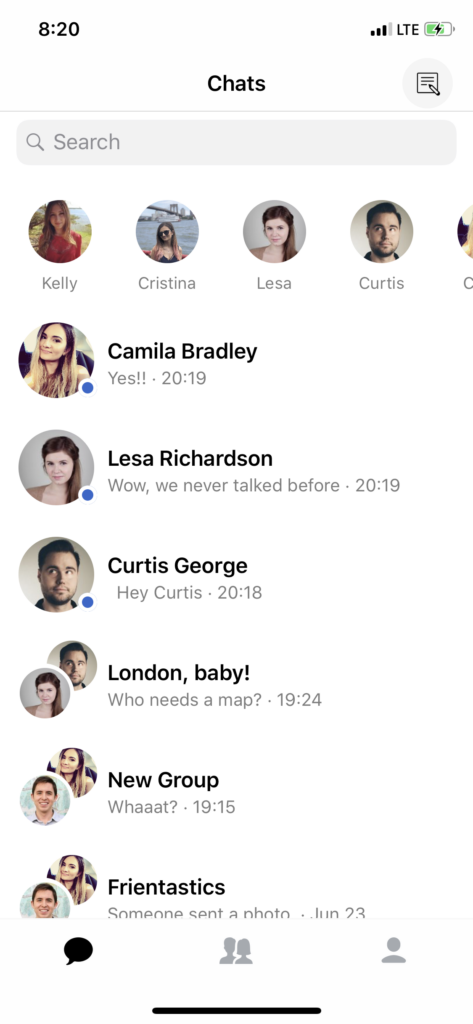 8:20
LTE
Chats
Search
Kelly
Cristina
Lesa
Curtis
C
Camila Bradley
Yes!! · 20:19
Lesa Richardson
Wow, we never talked before · 20:19
Curtis George
Hey Curtis · 20:18
London, baby!
Who needs a map? · 19:24
New Group
Whaaat? · 19:15
Frientastics
Someone sent a photo. · Jun 23